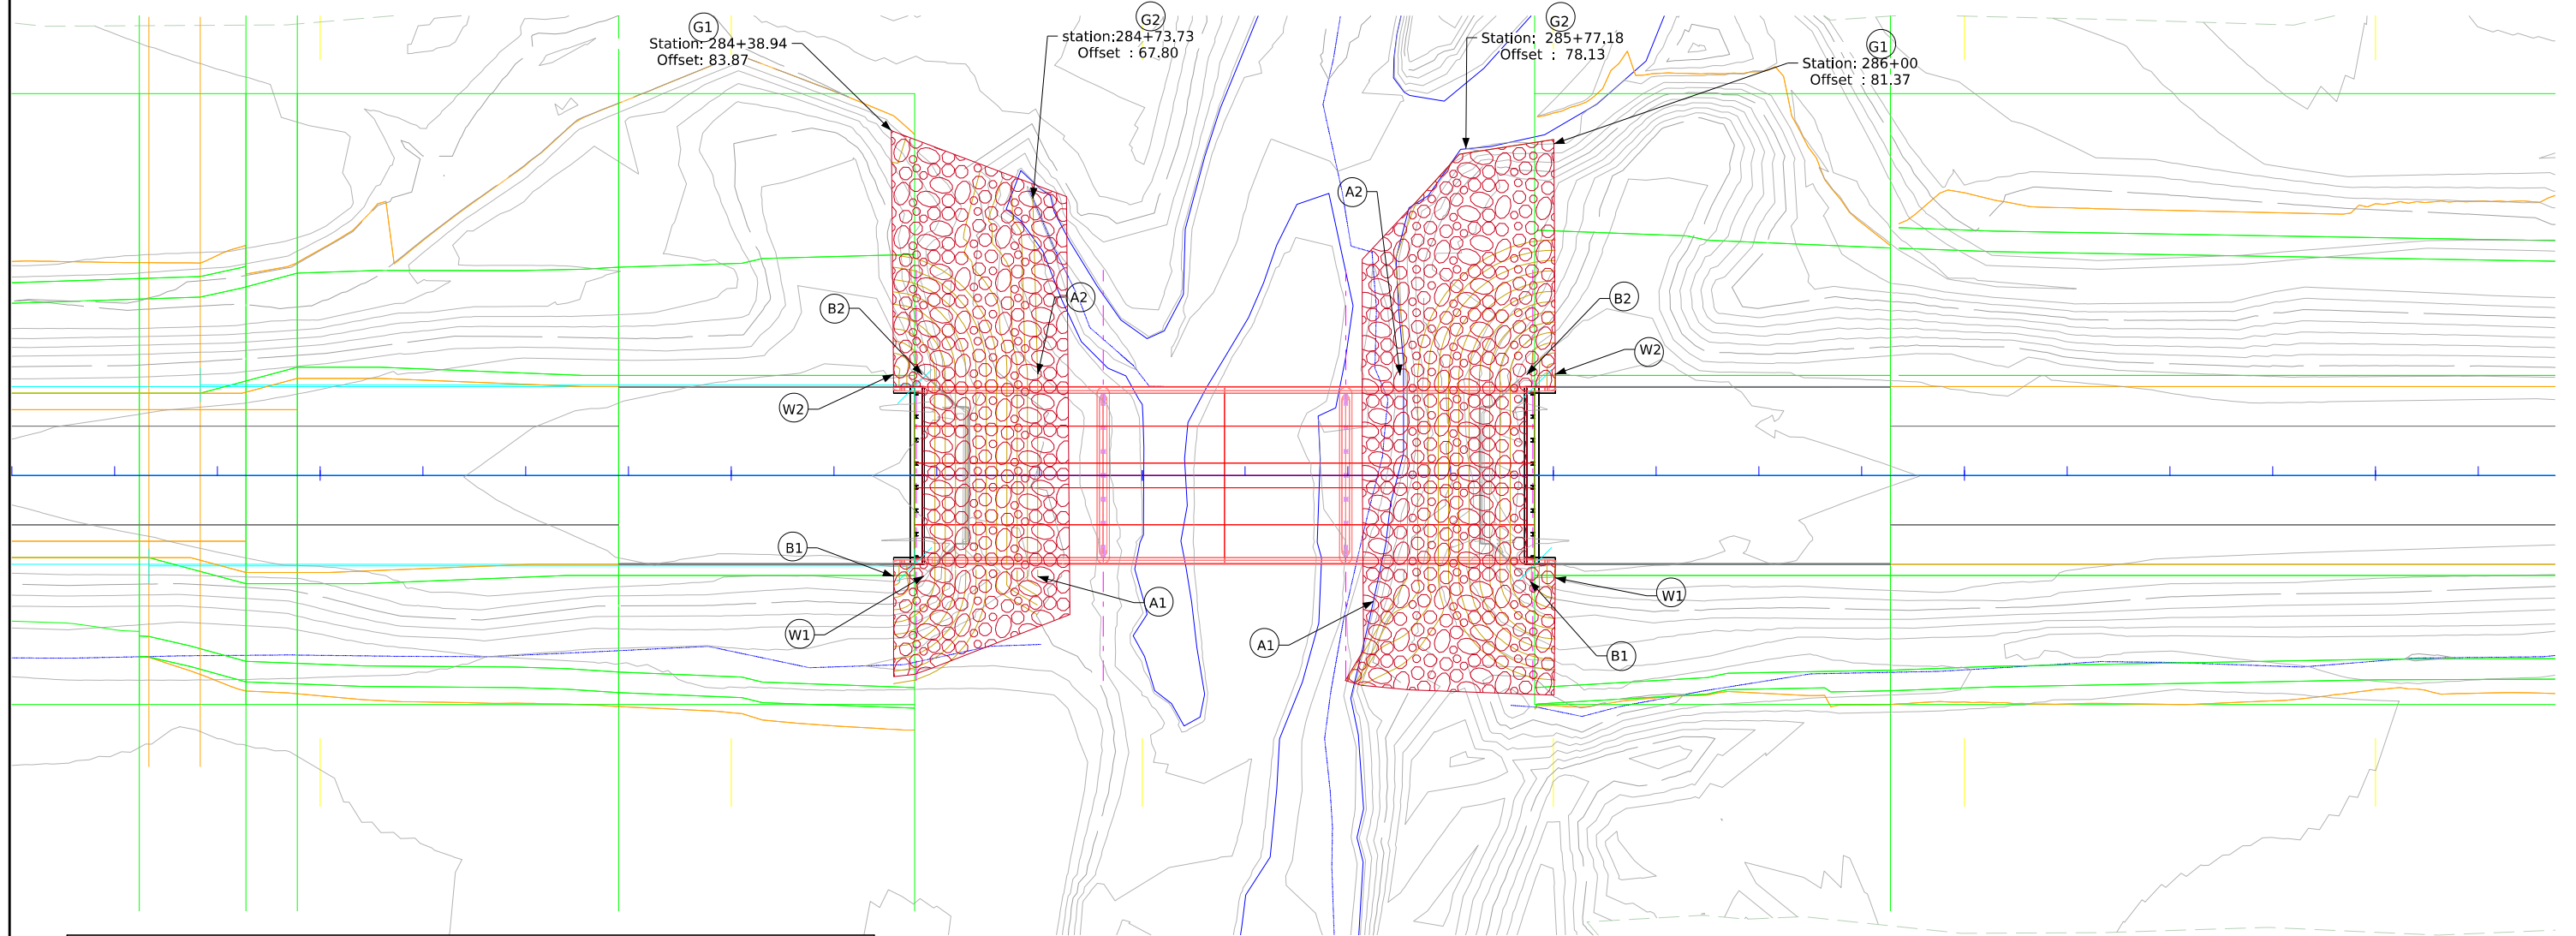 G1
Station: 284+38.94
Offset: 83.87
G2
station:284+73.73
Offset : 67.80
G2
Station: 285+77.18
Offset : 78.13
G1
Station: 286+00
Offset : 81.37
A2
A2
B2
B2
W2
W2
B1
A1
W1
W1
A1
B1